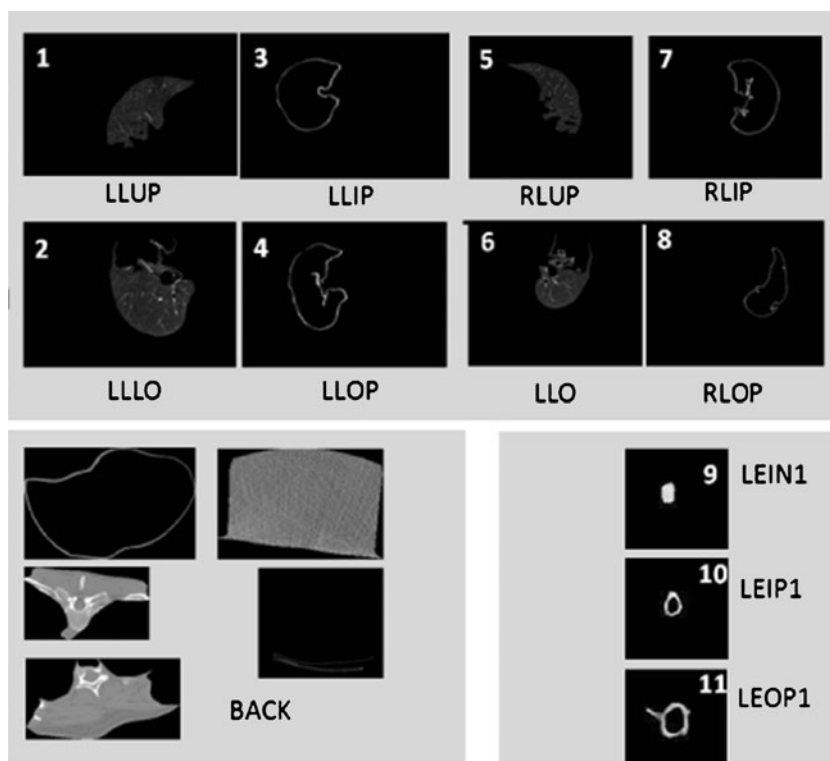 1 3 5 7
LLUP LLIP RLUP RLIP
2 4 6 8
LLLO LLOP LLO RLOP
BACK
9 LEIN1
10 LEIP1
11 LEOP1